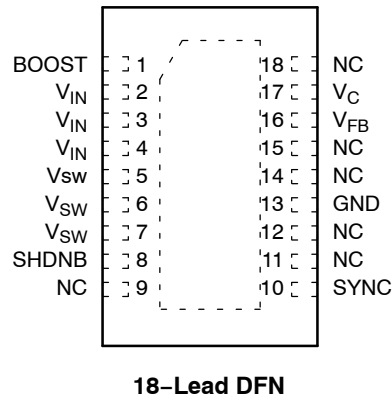 BOOST 1 18 NC
VIN 2 17 VC
VIN 3 16 VFB
VIN 4 15 NC
Vsw 5 14 NC
VSW 6 13 GND
VSW 7 12 NC
SHDNB 8 11 NC
NC 9 10 SYNC
18–Lead DFN